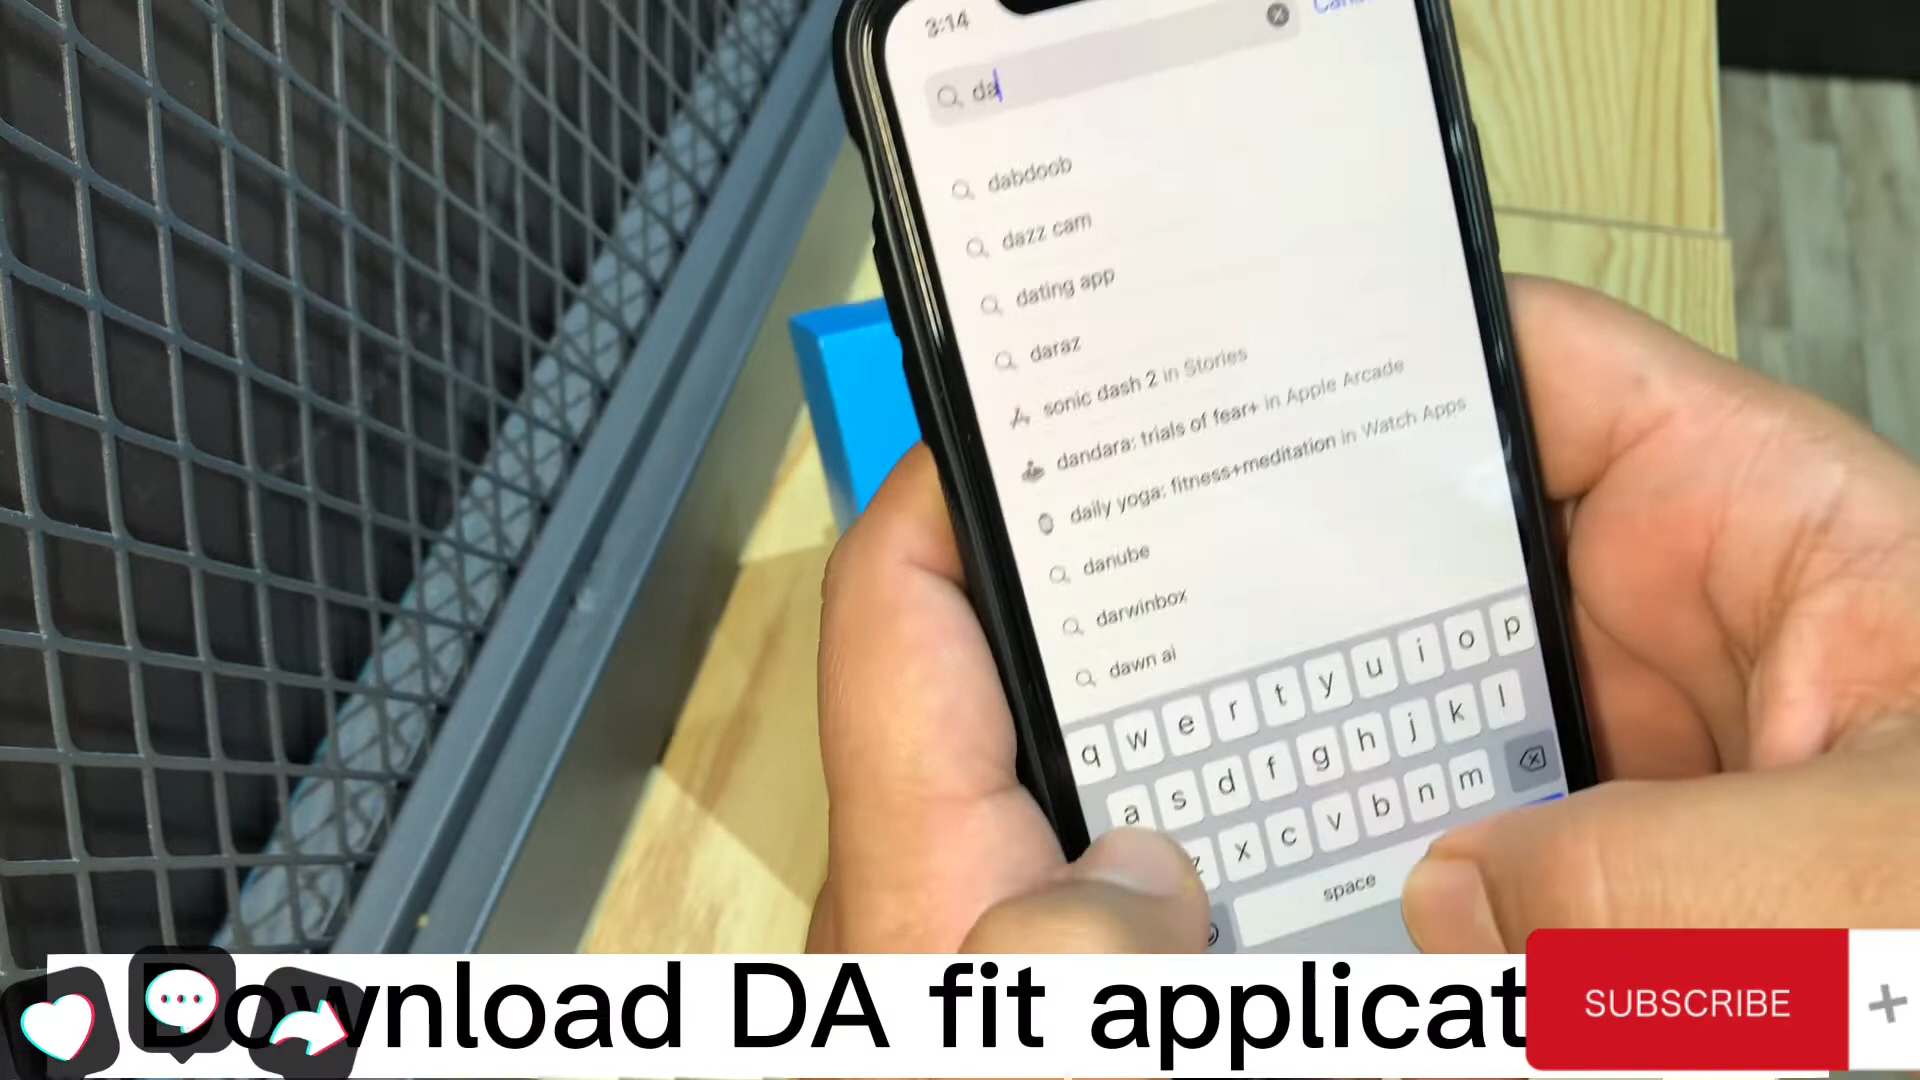 3:14
da
dabdoob
dazz cam
dating app
daraz
sonic dash 2 in Stories
dandara: trials of fear+ in Apple Arcade
daily yoga: fitness+meditation in Watch Apps
danube
darwinbox
dawn ai
q w e r t y u i o p
a s d f g h j k l
z x c v b n m
space
Download DA fit applicat
SUBSCRIBE +